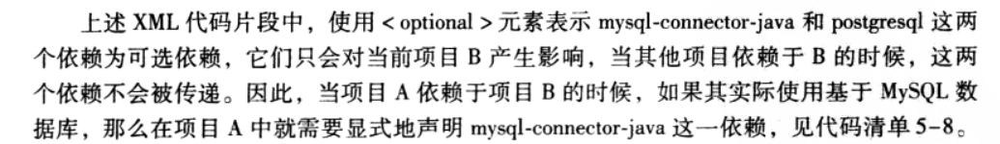 上述 XML 代码片段中，使用 < optional >元素表示 mysql-connector-java 和 postgresql 这两
个依赖为可选依赖，它们只会对当前项目 B 产生影响，当其他项目依赖于 B 的时候，这两
个依赖不会被传递。因此，当项目 A 依赖于项目 B 的时候，如果其实际使用基于 MySQL 数
据库，那么在项目 A 中就需要显式地声明 mysql-connector-java 这一依赖，见代码清单 5-8。